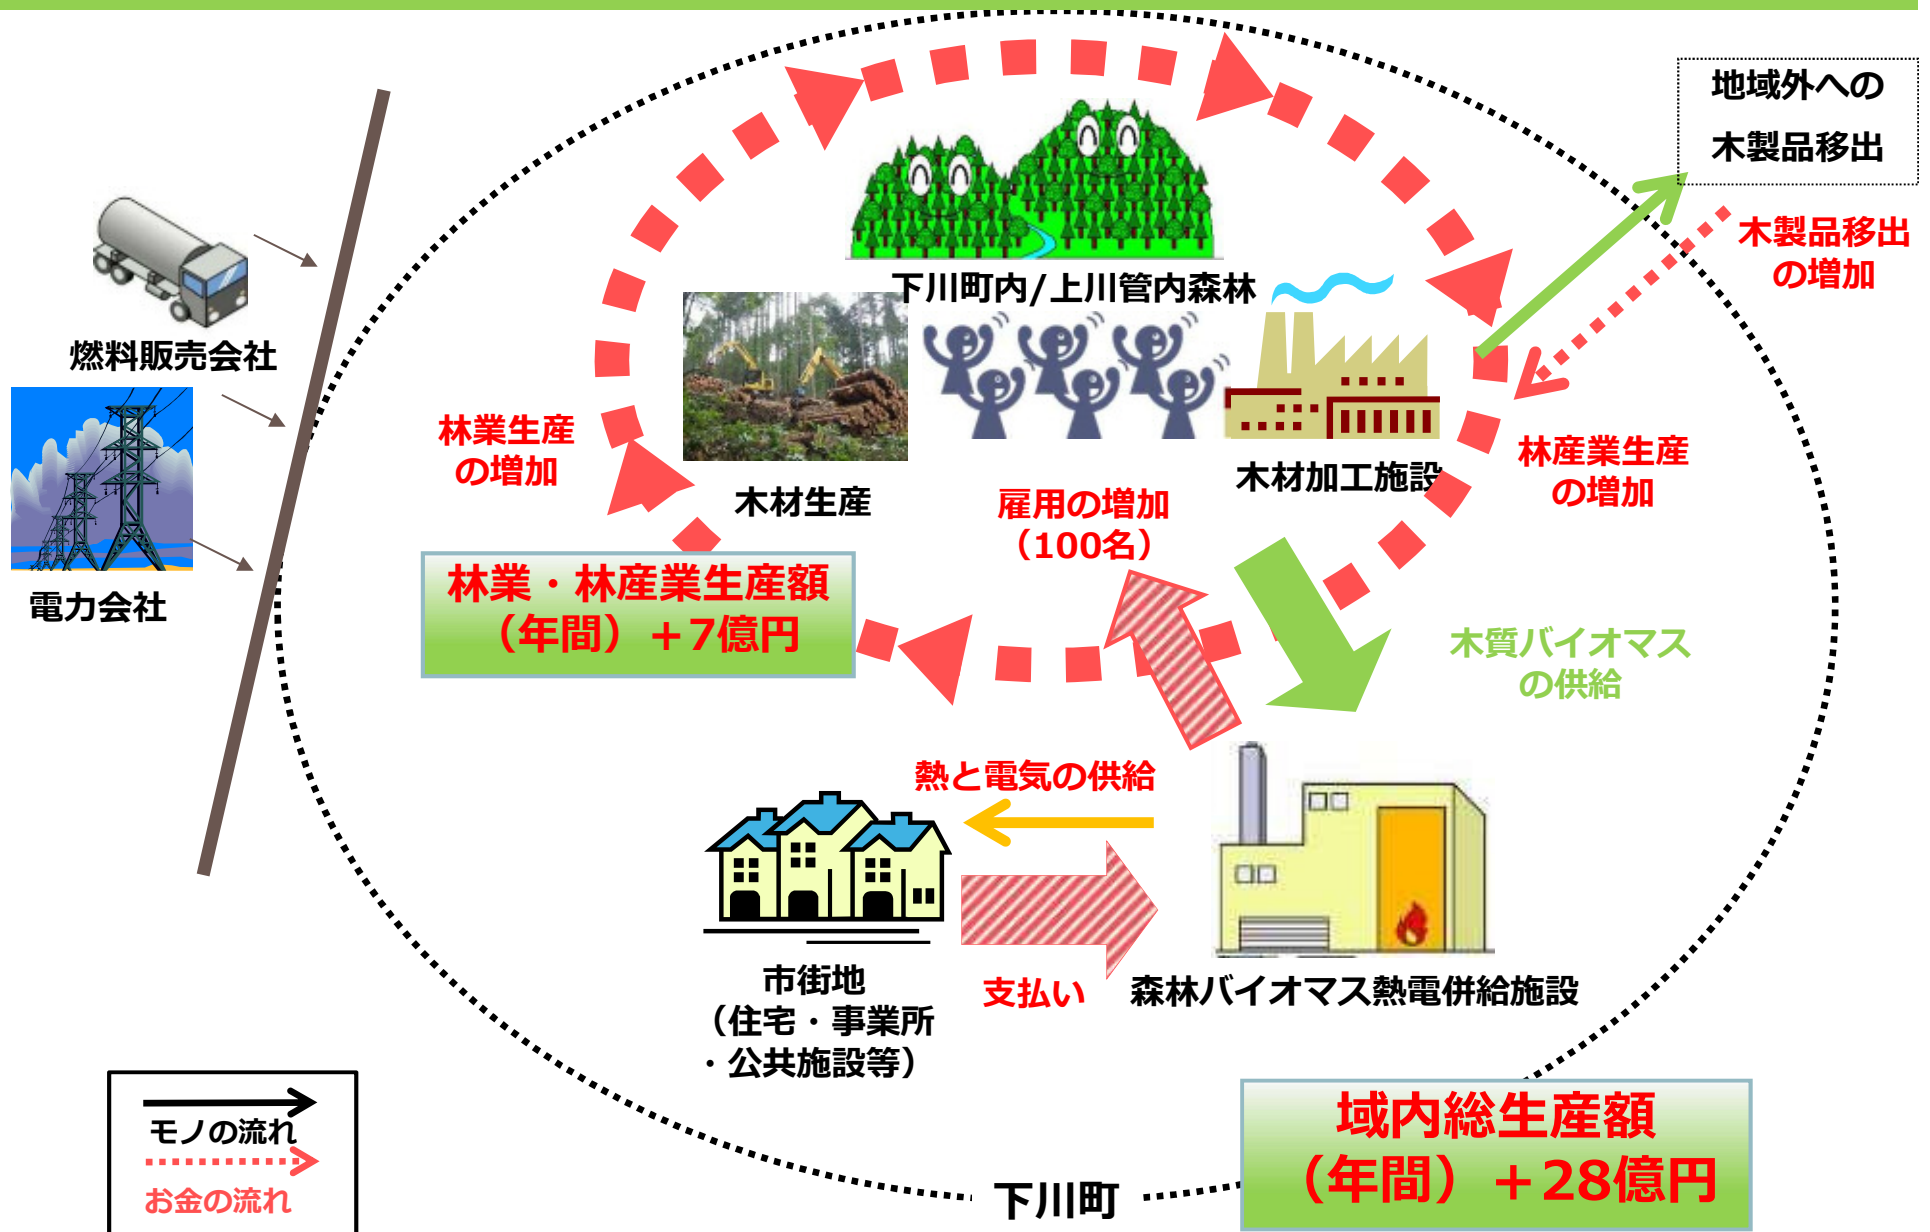 地域外への
木製品移出
木製品移出
の増加
燃料販売会社
電力会社
下川町内/上川管内森林
林業生産
の増加
木材生産
雇用の増加
（100名）
木材加工施設
林産業生産
の増加
林業・林産業生産額
（年間）＋7億円
木質バイオマス
の供給
熱と電気の供給
市街地
（住宅・事業所
・公共施設等）
支払い
森林バイオマス熱電併給施設
モノの流れ
お金の流れ
下川町
域内総生産額
（年間）＋28億円